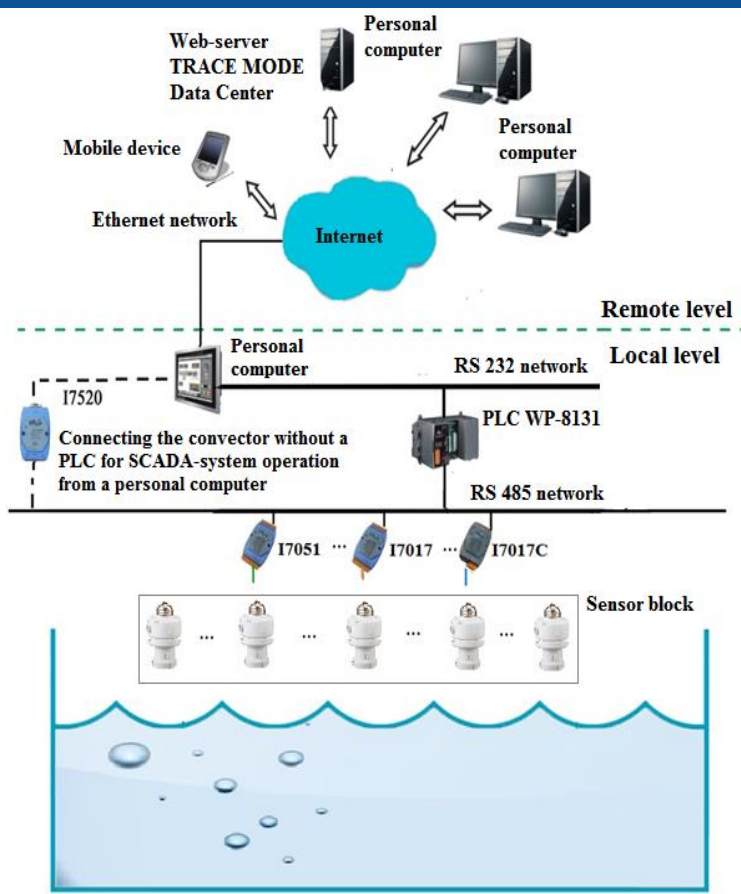 Web-server
TRACE MODE
Data Center
Personal
computer
Mobile device
Personal
computer
Ethernet network
Internet
Remote level
Personal
computer
Local level
RS 232 network
I7520
PLC WP-8131
Connecting the convector without a
PLC for SCADA-system operation
from a personal computer
RS 485 network
I7051 ... I7017 ... I7017C
Sensor block
... ... ... ...